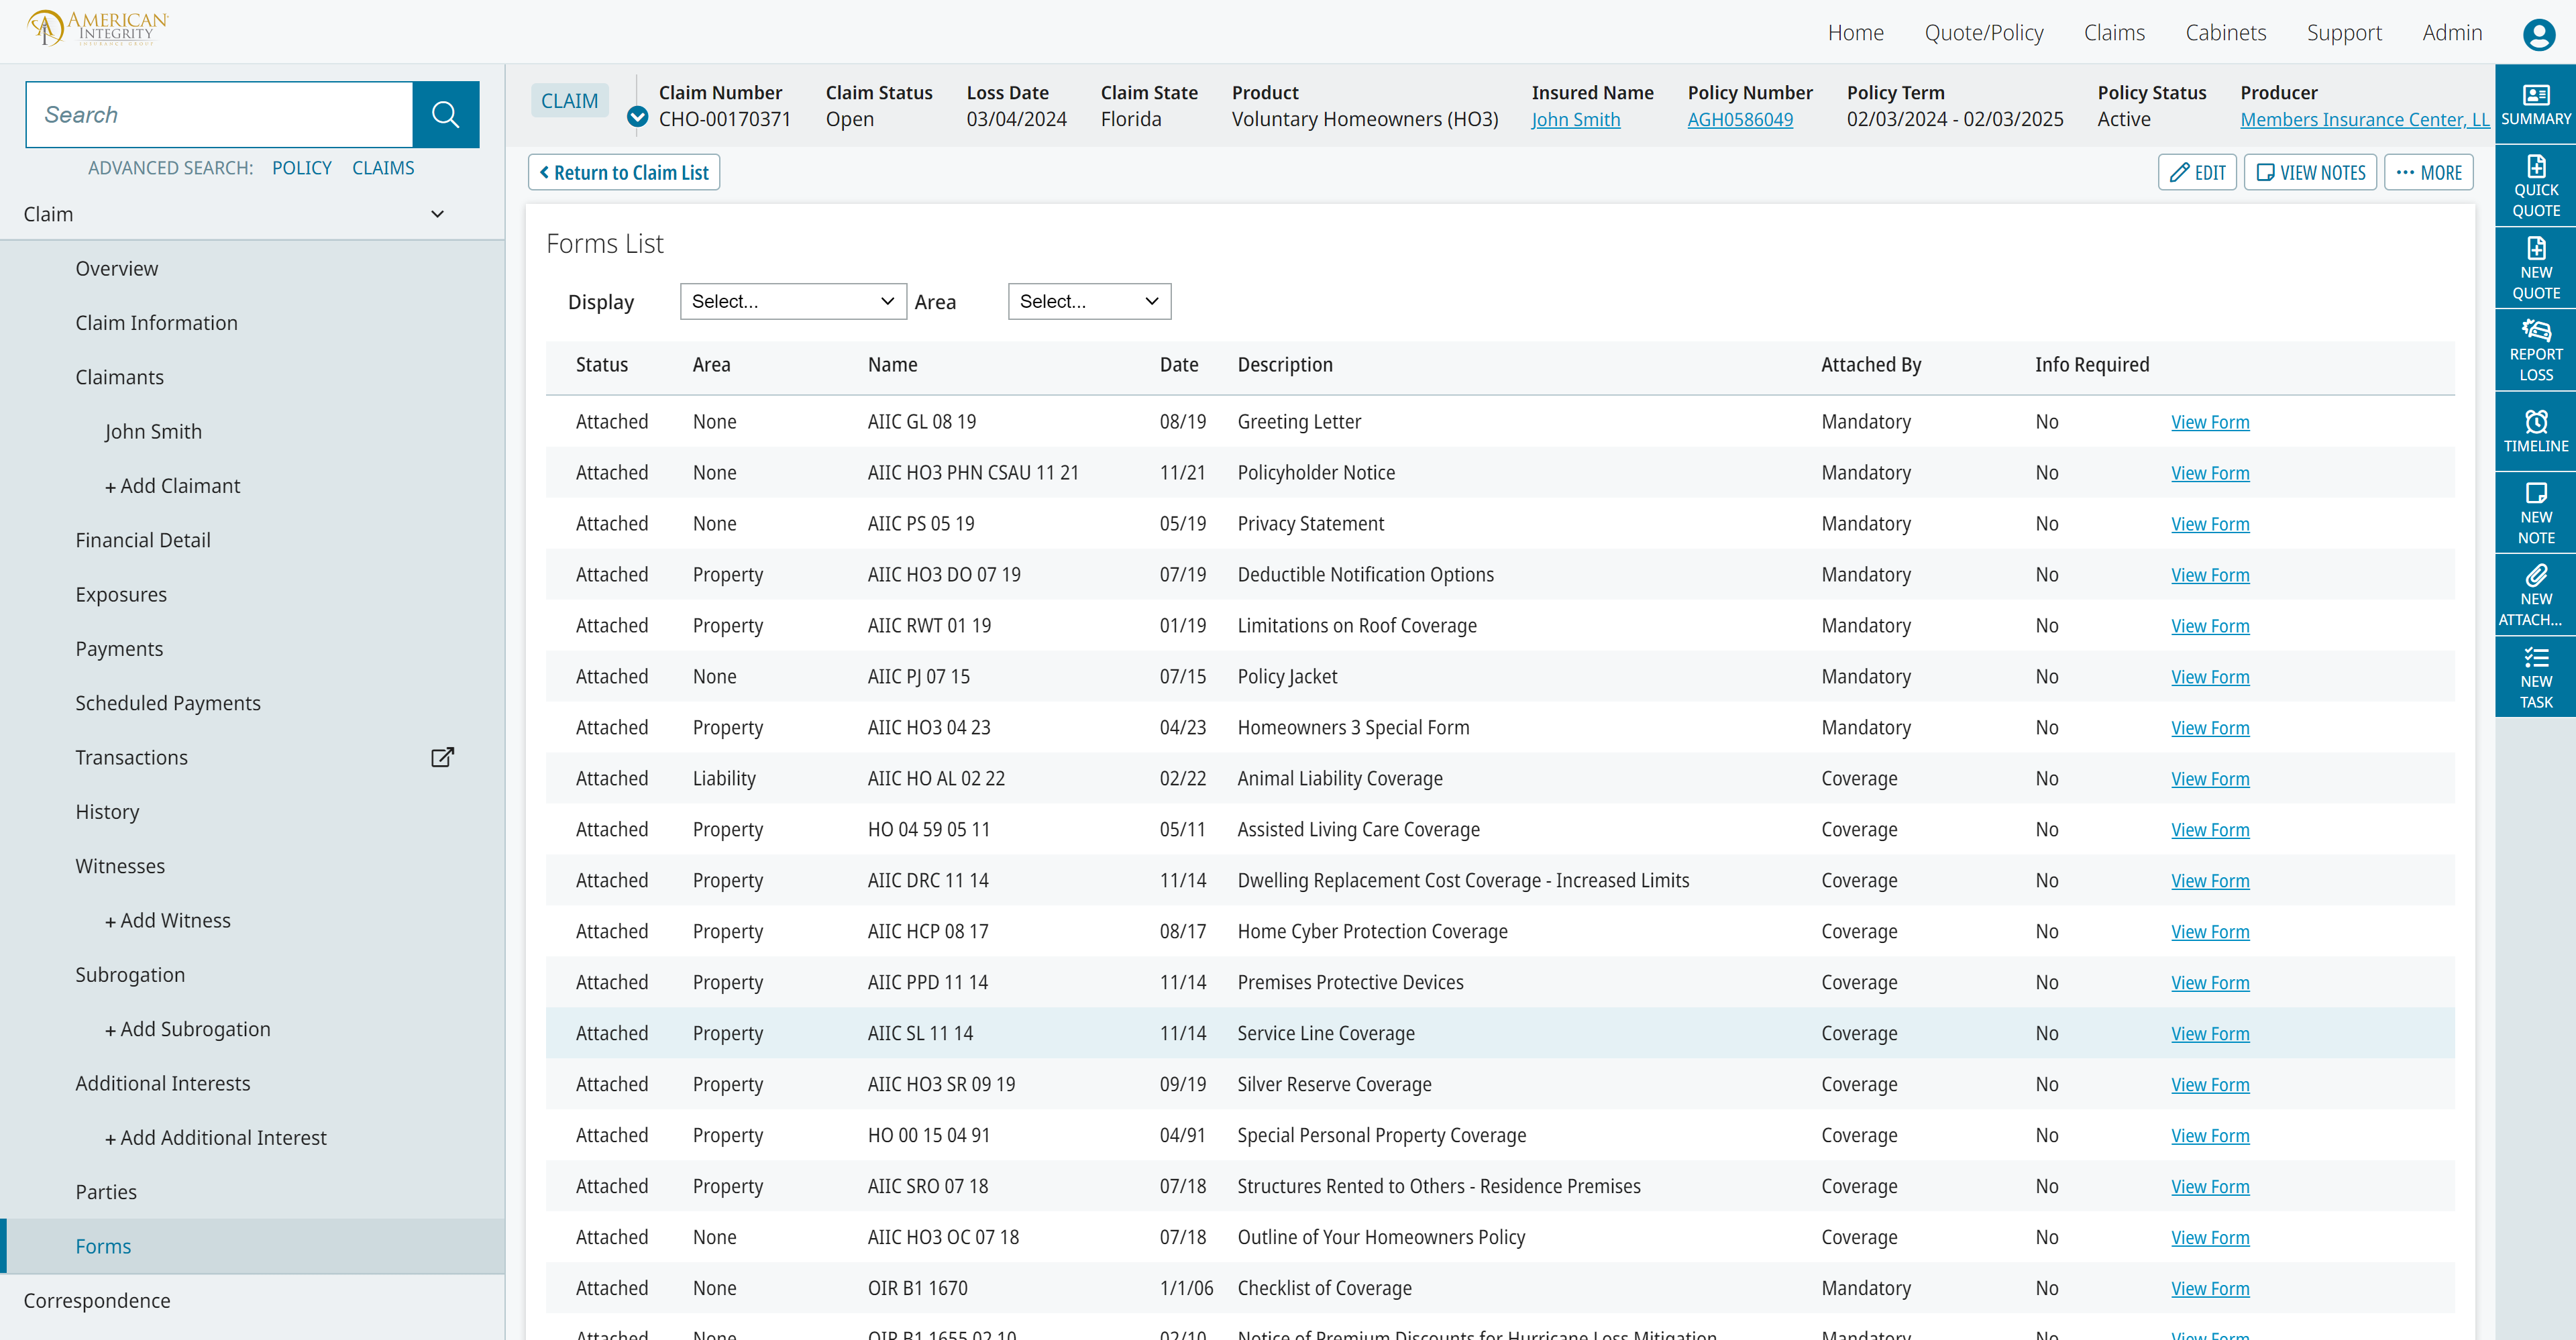 AMERICAN
INTEGRITY
INSURANCE GROUP
Home Quote/Policy Claims Cabinets Support Admin
Search
ADVANCED SEARCH: POLICY CLAIMS
Claim
Overview
Claim Information
Claimants
John Smith
+ Add Claimant
Financial Detail
Exposures
Payments
Scheduled Payments
Transactions
History
Witnesses
+ Add Witness
Subrogation
+ Add Subrogation
Additional Interests
+ Add Additional Interest
Parties
Forms
Correspondence
CLAIM
Claim Number Claim Status Loss Date Claim State Product Insured Name Policy Number Policy Term Policy Status Producer
CHO-00170371 Open 03/04/2024 Florida Voluntary Homeowners (HO3) John Smith AGH0586049 02/03/2024 - 02/03/2025 Active Members Insurance Center, LL
Return to Claim List EDIT VIEW NOTES MORE
Forms List
Display Select... Area Select...
Status Area Name Date Description Attached By Info Required
Attached None AIIC GL 08 19 08/19 Greeting Letter Mandatory No View Form
Attached None AIIC HO3 PHN CSAU 11 21 11/21 Policyholder Notice Mandatory No View Form
Attached None AIIC PS 05 19 05/19 Privacy Statement Mandatory No View Form
Attached Property AIIC HO3 DO 07 19 07/19 Deductible Notification Options Mandatory No View Form
Attached Property AIIC RWT 01 19 01/19 Limitations on Roof Coverage Mandatory No View Form
Attached None AIIC PJ 07 15 07/15 Policy Jacket Mandatory No View Form
Attached Property AIIC HO3 04 23 04/23 Homeowners 3 Special Form Mandatory No View Form
Attached Liability AIIC HO AL 02 22 02/22 Animal Liability Coverage Coverage No View Form
Attached Property HO 04 59 05 11 05/11 Assisted Living Care Coverage Coverage No View Form
Attached Property AIIC DRC 11 14 11/14 Dwelling Replacement Cost Coverage - Increased Limits Coverage No View Form
Attached Property AIIC HCP 08 17 08/17 Home Cyber Protection Coverage Coverage No View Form
Attached Property AIIC PPD 11 14 11/14 Premises Protective Devices Coverage No View Form
Attached Property AIIC SL 11 14 11/14 Service Line Coverage Coverage No View Form
Attached Property AIIC HO3 SR 09 19 09/19 Silver Reserve Coverage Coverage No View Form
Attached Property HO 00 15 04 91 04/91 Special Personal Property Coverage Coverage No View Form
Attached Property AIIC SRO 07 18 07/18 Structures Rented to Others - Residence Premises Coverage No View Form
Attached None AIIC HO3 OC 07 18 07/18 Outline of Your Homeowners Policy Coverage No View Form
Attached None OIR B1 1670 1/1/06 Checklist of Coverage Mandatory No View Form
Attached None OIR B1 1655 02 10 02/10 Notice of Premium Discounts for Hurricane Loss Mitigation Mandatory No View Form
SUMMARY
QUICK
QUOTE
NEW
QUOTE
REPORT
LOSS
TIMELINE
NEW
NOTE
NEW
ATTACH...
NEW
TASK